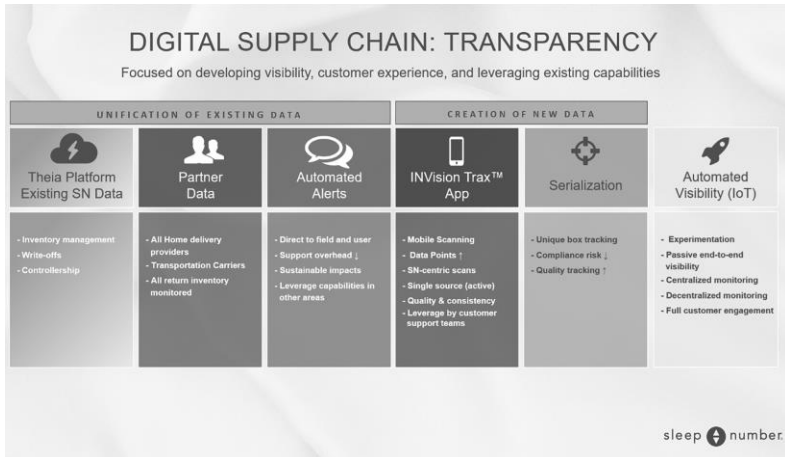 DIGITAL SUPPLY CHAIN: TRANSPARENCY
Focused on developing visibility, customer experience, and leveraging existing capabilities
UNIFICATION OF EXISTING DATA
CREATION OF NEW DATA
Theia Platform
Existing SN Data
- Inventory management
- Write-offs
- Controllership
Partner
Data
- All Home delivery
providers
- Transportation Carriers
- All return inventory
monitored
Automated
Alerts
- Direct to field and user
- Support overhead ↓
- Sustainable impacts
- Leverage capabilities in
other areas
INVision Trax™
App
- Mobile Scanning
- Data Points ↑
- SN-centric scans
- Single source (active)
- Quality & consistency
- Leverage by customer
support teams
Serialization
- Unique box tracking
- Compliance risk ↓
- Quality tracking ↑
Automated
Visibility (IoT)
- Experimentation
- Passive end-to-end
visibility
- Centralized monitoring
- Decentralized monitoring
- Full customer engagement
sleep number.